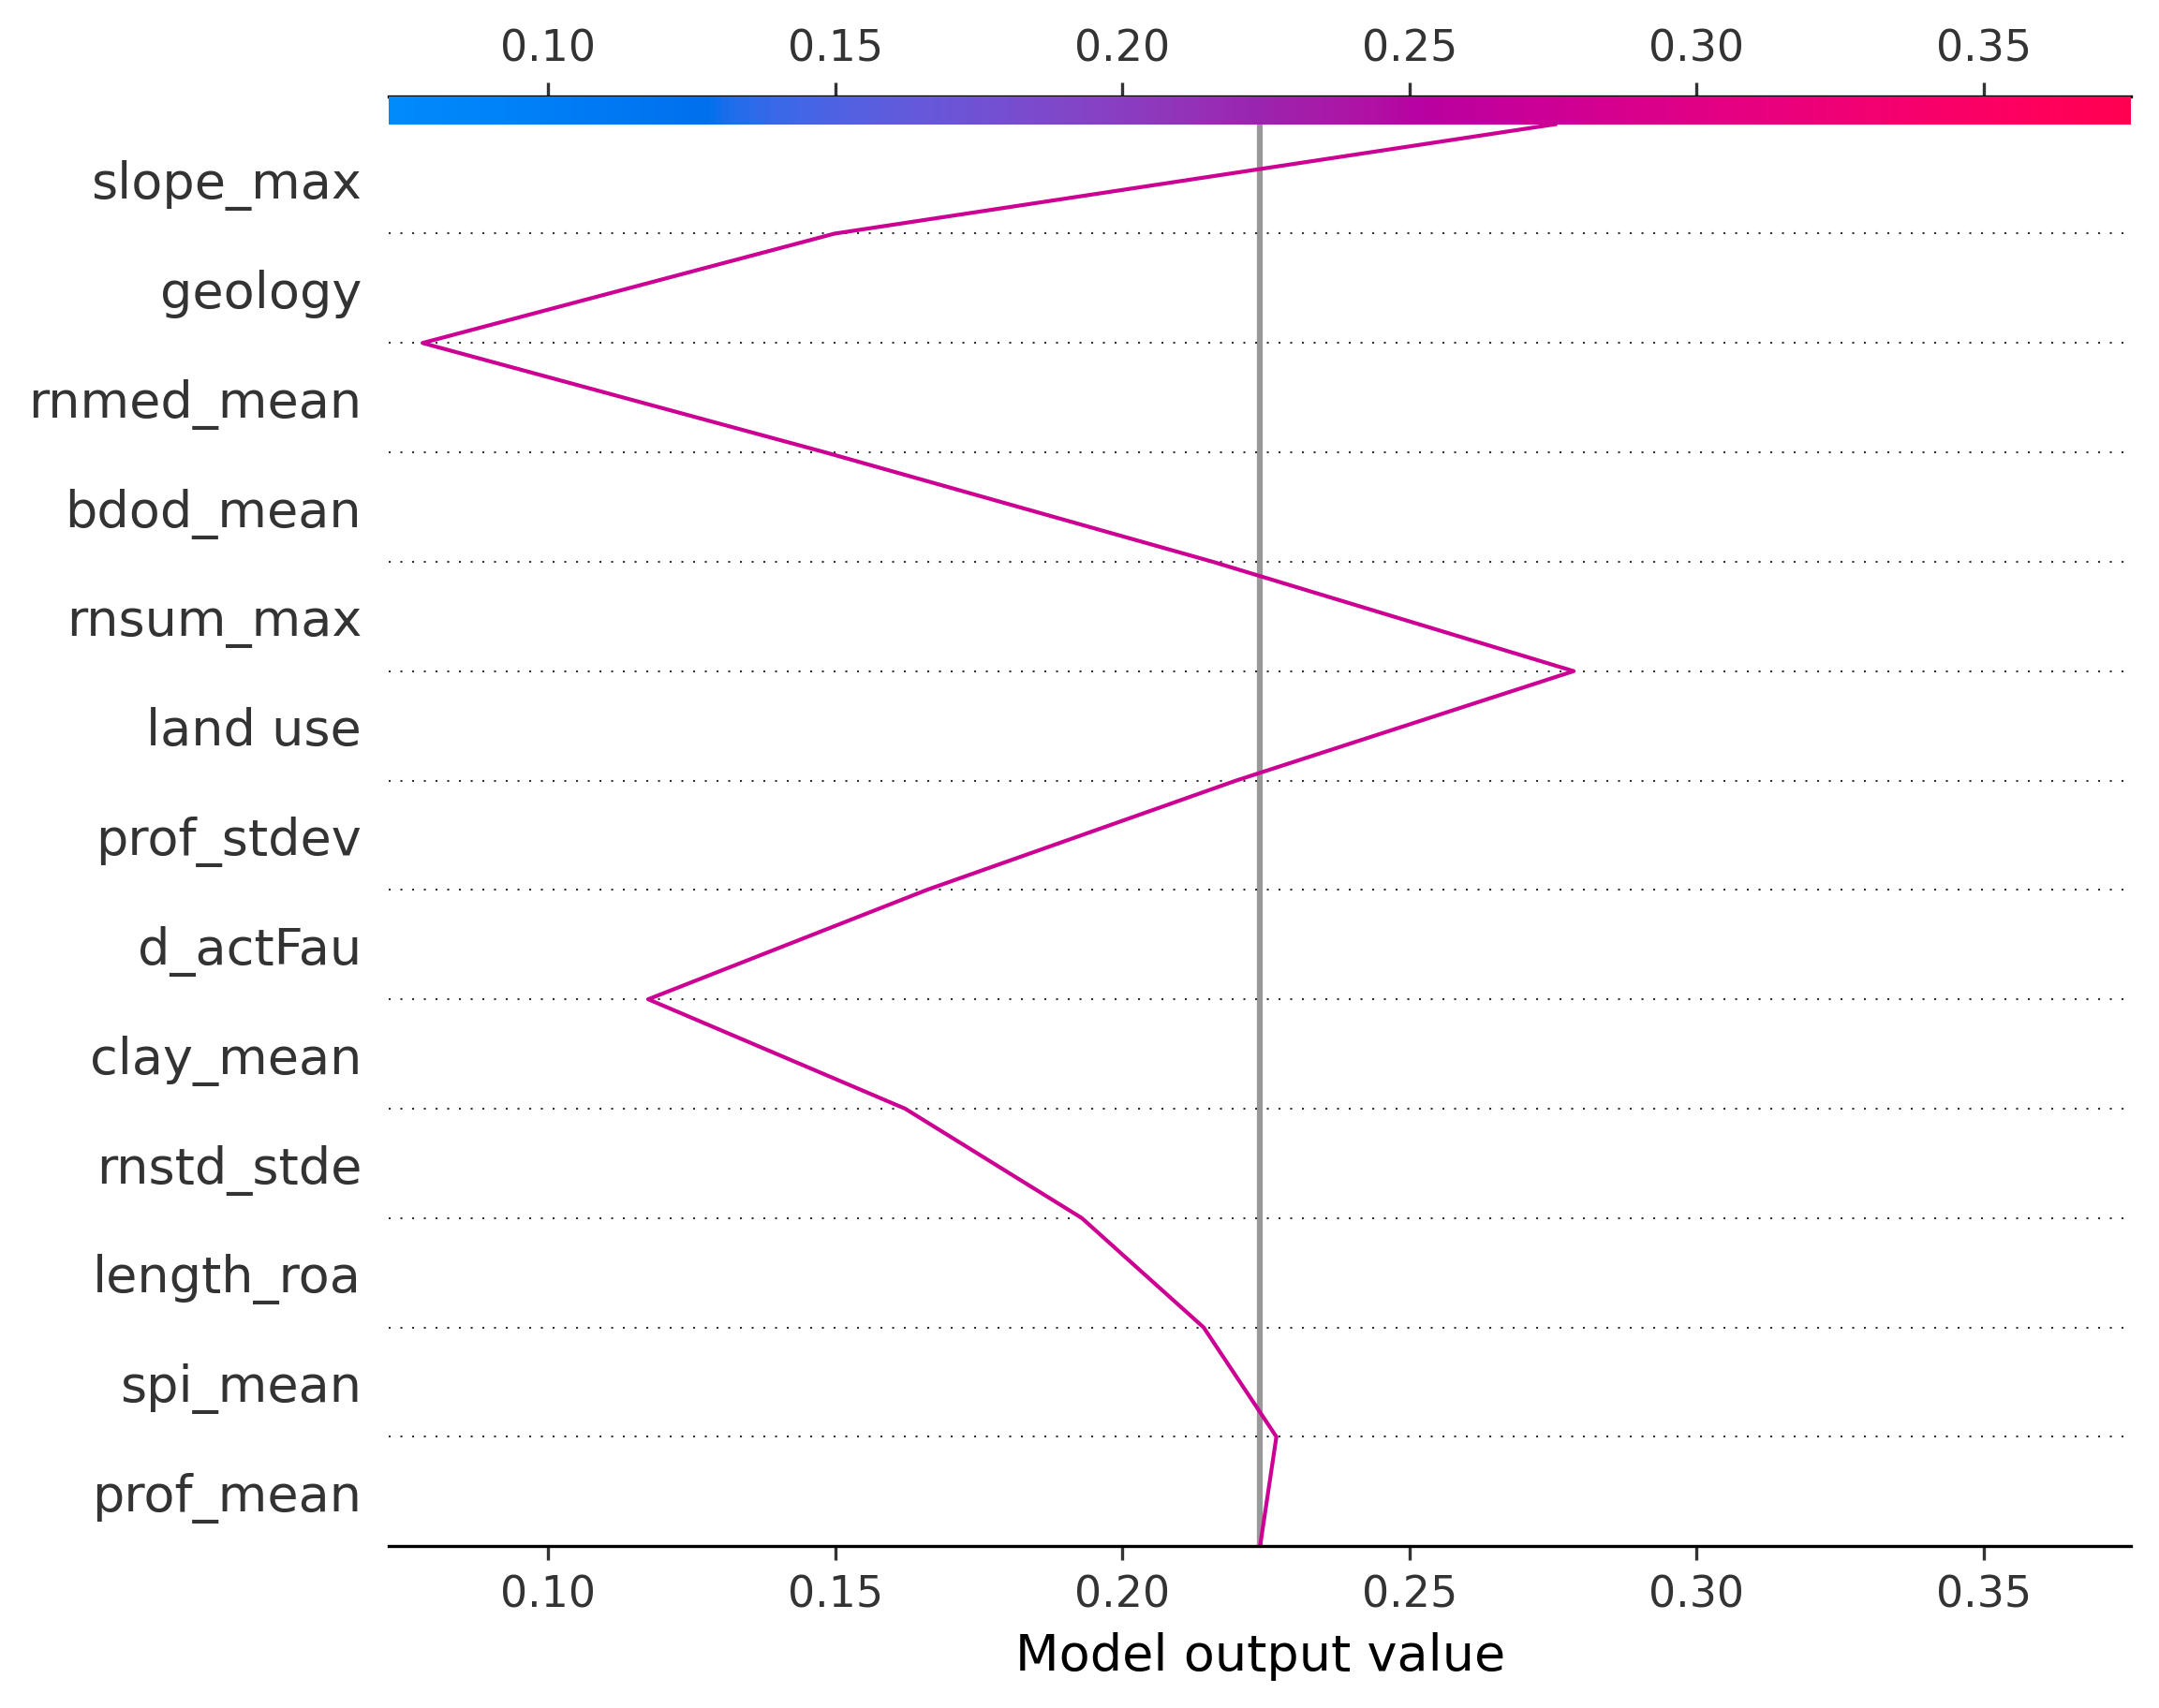 0.10 0.15 0.20 0.25 0.30 0.35
slope_max
geology
rnmed_mean
bdod_mean
rnsum_max
land use
prof_stdev
d_actFau
clay_mean
rnstd_stde
length_roa
spi_mean
prof_mean
0.10 0.15 0.20 0.25 0.30 0.35
Model output value